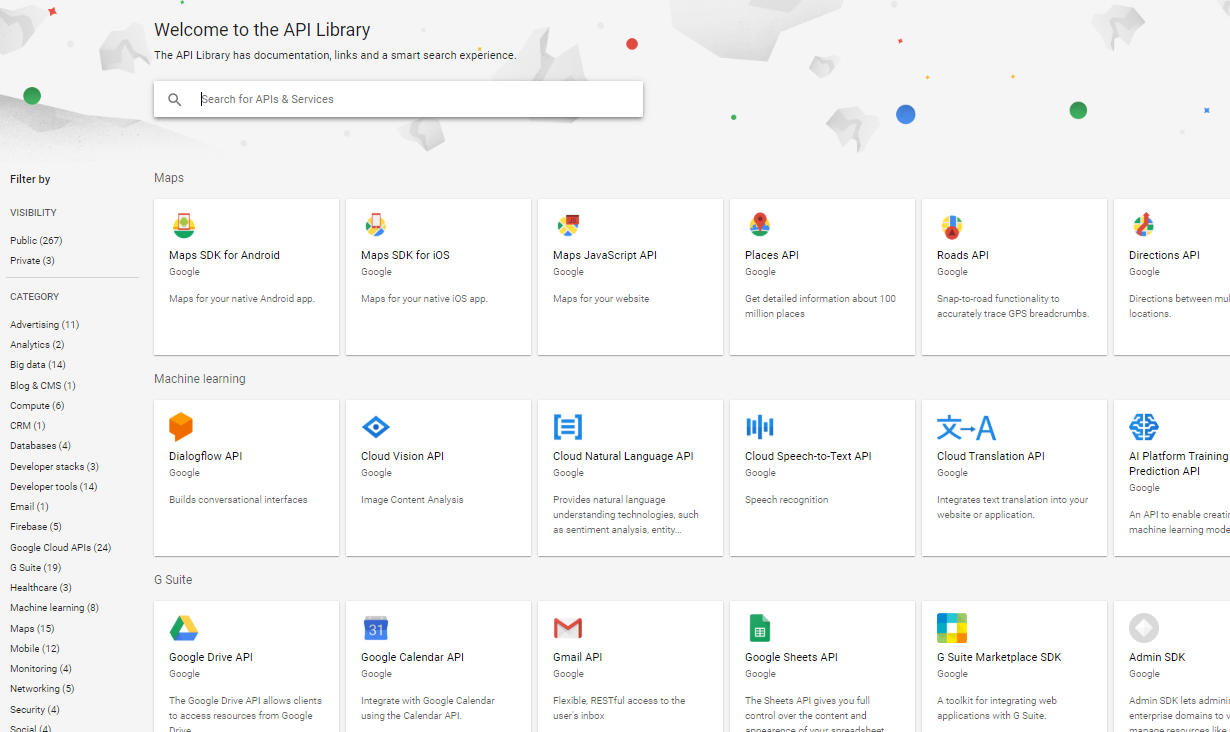 Welcome to the API Library
The API Library has documentation, links and a smart search experience.
Search for APIs & Services
Filter by
VISIBILITY
Public (267)
Private (3)
CATEGORY
Advertising (11)
Analytics (2)
Big data (14)
Blog & CMS (1)
Compute (6)
CRM (1)
Databases (4)
Developer stacks (3)
Developer tools (14)
Email (1)
Firebase (5)
Google Cloud APIs (24)
G Suite (19)
Healthcare (3)
Machine learning (8)
Maps (15)
Mobile (12)
Monitoring (4)
Networking (5)
Security (4)
Social (4)
Maps
Maps SDK for Android
Google
Maps for your native Android app.
Maps SDK for iOS
Google
Maps for your native iOS app.
Maps JavaScript API
Google
Maps for your website
Places API
Google
Get detailed information about 100
million places
Roads API
Google
Snap-to-road functionality to
accurately trace GPS breadcrumbs.
Directions API
Google
Directions between
locations.
Machine learning
Dialogflow API
Google
Builds conversational interfaces
Cloud Vision API
Google
Image Content Analysis
Cloud Natural Language API
Google
Provides natural language
understanding technologies, such
as sentiment analysis, entity...
文→A
Cloud Speech-to-Text API
Google
Speech recognition
Cloud Translation API
Google
Integrates text translation into your
website or application.
AI Platform Training
Prediction API
Google
An API to enable
machine learning
G Suite
Google Drive API
Google
The Google Drive API allows clients
to access resources from Google
Drive
31
Google Calendar API
Google
Integrate with Google Calendar
using the Calendar API.
Gmail API
Google
Flexible, RESTful access to the
user's inbox
Google Sheets API
Google
The Sheets API gives you full
control over the content and
appearance of your spreadsheet
G Suite Marketplace SDK
Google
A toolkit for integrating web
applications with G Suite.
Admin SDK
Google
Admin SDK lets
enterprise domains to
manage resources like